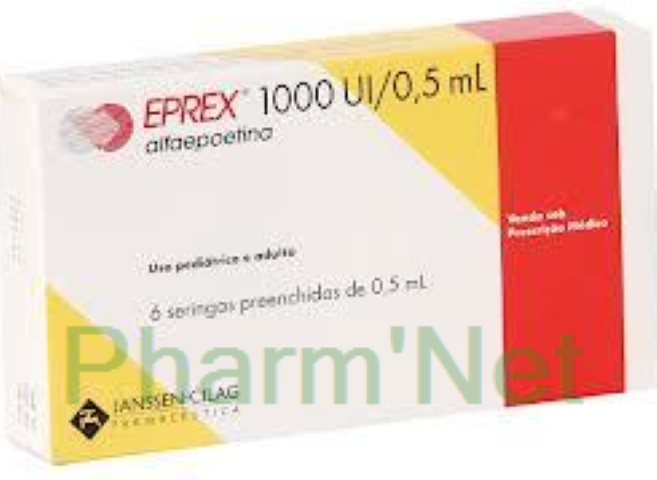 EPREX® 1000 UI/0,5 mL
alfaepoetina
Venda sob
Prescrição Médica
Uso pediátrico e adulto
6 seringas preenchidas de 0,5 mL
Pharm'Net
JANSSEN-CILAG
FARMACÊUTICA